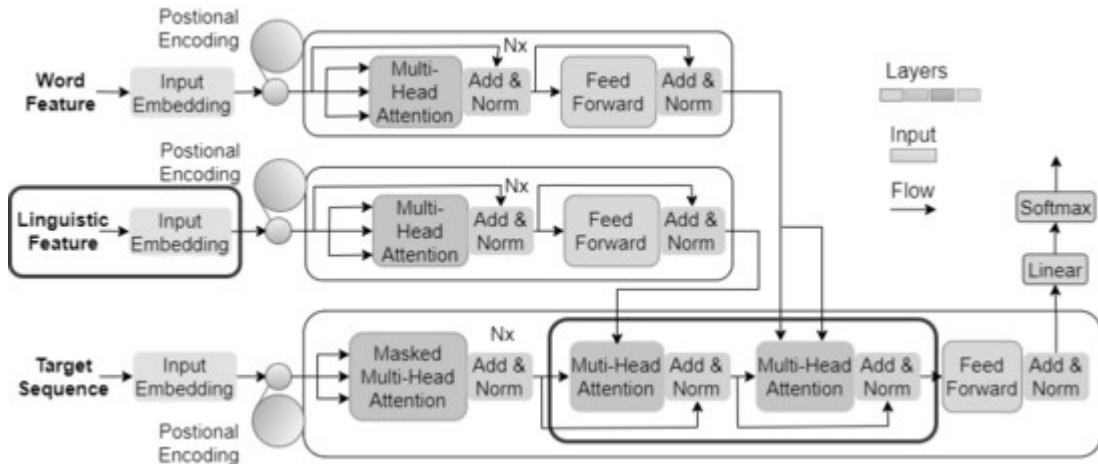 Postional
Encoding
Word
Feature
Input
Embedding
Multi-
Head
Attention
Nx
Add &
Norm
Feed
Forward
Add &
Norm
Layers
Input
Flow
Postional
Encoding
Linguistic
Feature
Input
Embedding
Multi-
Head
Attention
Nx
Add &
Norm
Feed
Forward
Add &
Norm
Softmax
Linear
Target
Sequence
Input
Embedding
Postional
Encoding
Masked
Multi-Head
Attention
Nx
Add &
Norm
Muti-Head
Attention
Add &
Norm
Multi-Head
Attention
Add &
Norm
Feed
Forward
Add &
Norm